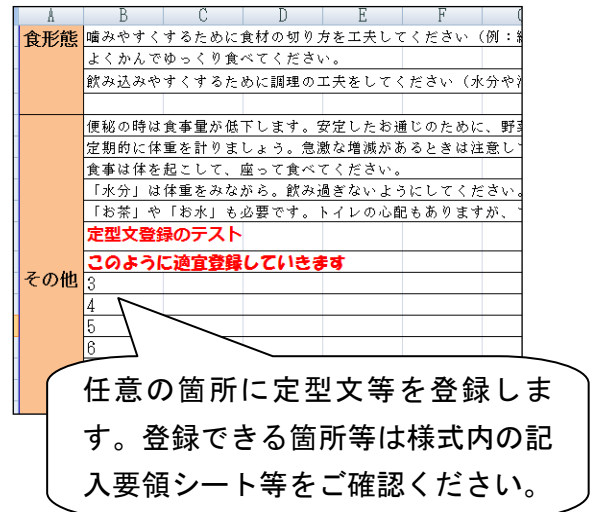 A B C D E F
食形態 噛みやすくするために食材の切り方を工夫してください（例：
よくかんでゆっくり食べてください。
飲み込みやすくするために調理の工夫をしてください（水分や
便秘の時は食事量が低下します。安定したお通じのために、野
定期的に体重を計りましょう。急激な増減があるときは注意し
食事は体を起こして、座って食べてください。
「水分」は体重をみながら。飲み過ぎないようにしてください。
「お茶」や「お水」も必要です。トイレの心配もありますが、
定型文登録のテスト
このように適宜登録していきます
その他 3
4
5
6
任意の箇所に定型文等を登録しま
す。登録できる箇所等は様式内の記
入要領シート等をご確認ください。